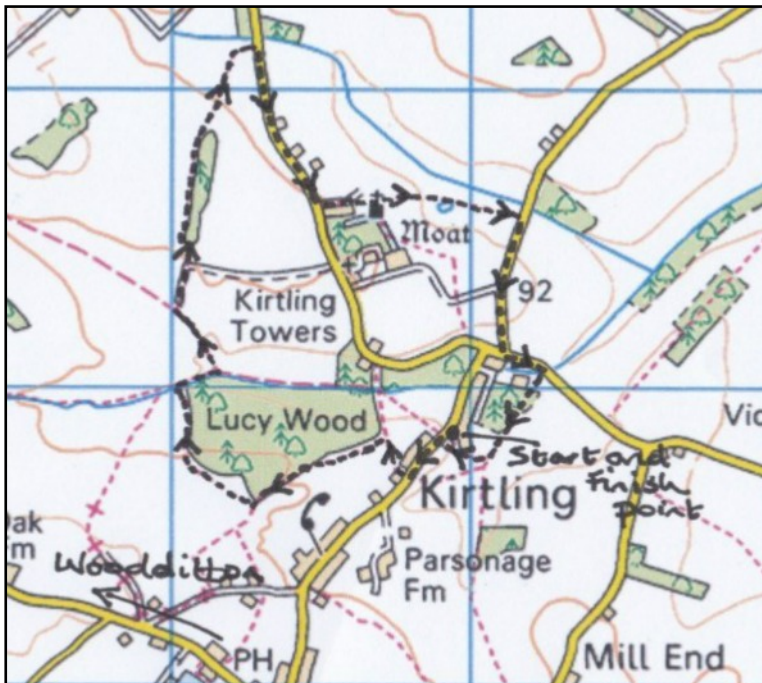 Moat
92
Kirtling
Towers
Lucy Wood
Vic
Start and
Finish
point
Kirtling
Oak
m
Woodditton
Parsonage
Fm
PH
Mill End